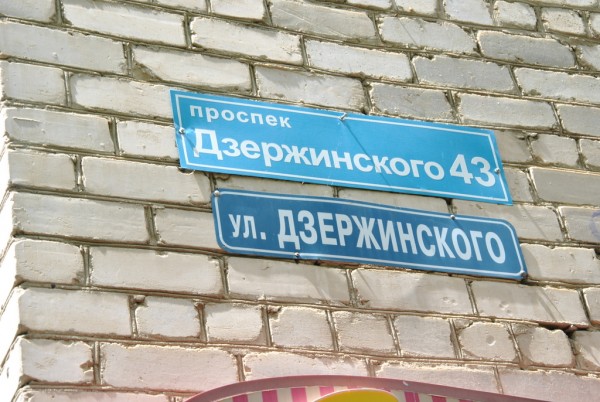 проспек
Дзержинского 43
ул. ДЗЕРЖИНСКОГО